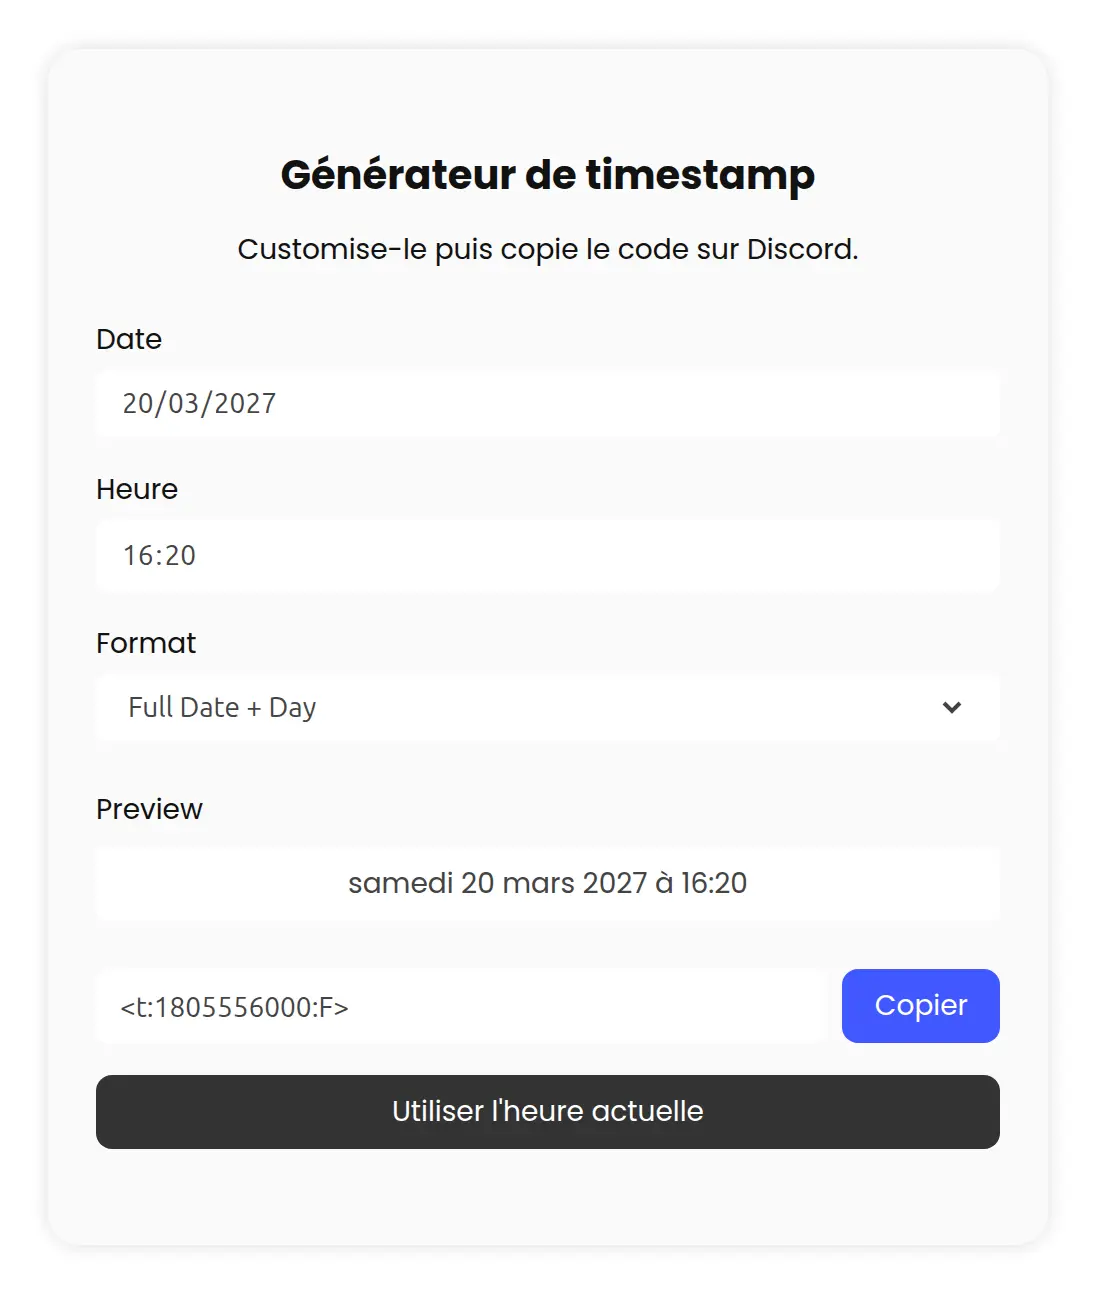 Générateur de timestamp
Customise-le puis copie le code sur Discord.
Date
20/03/2027
Heure
16:20
Format
Full Date + Day
Preview
samedi 20 mars 2027 à 16:20
<t:1805556000:F>
Copier
Utiliser l'heure actuelle